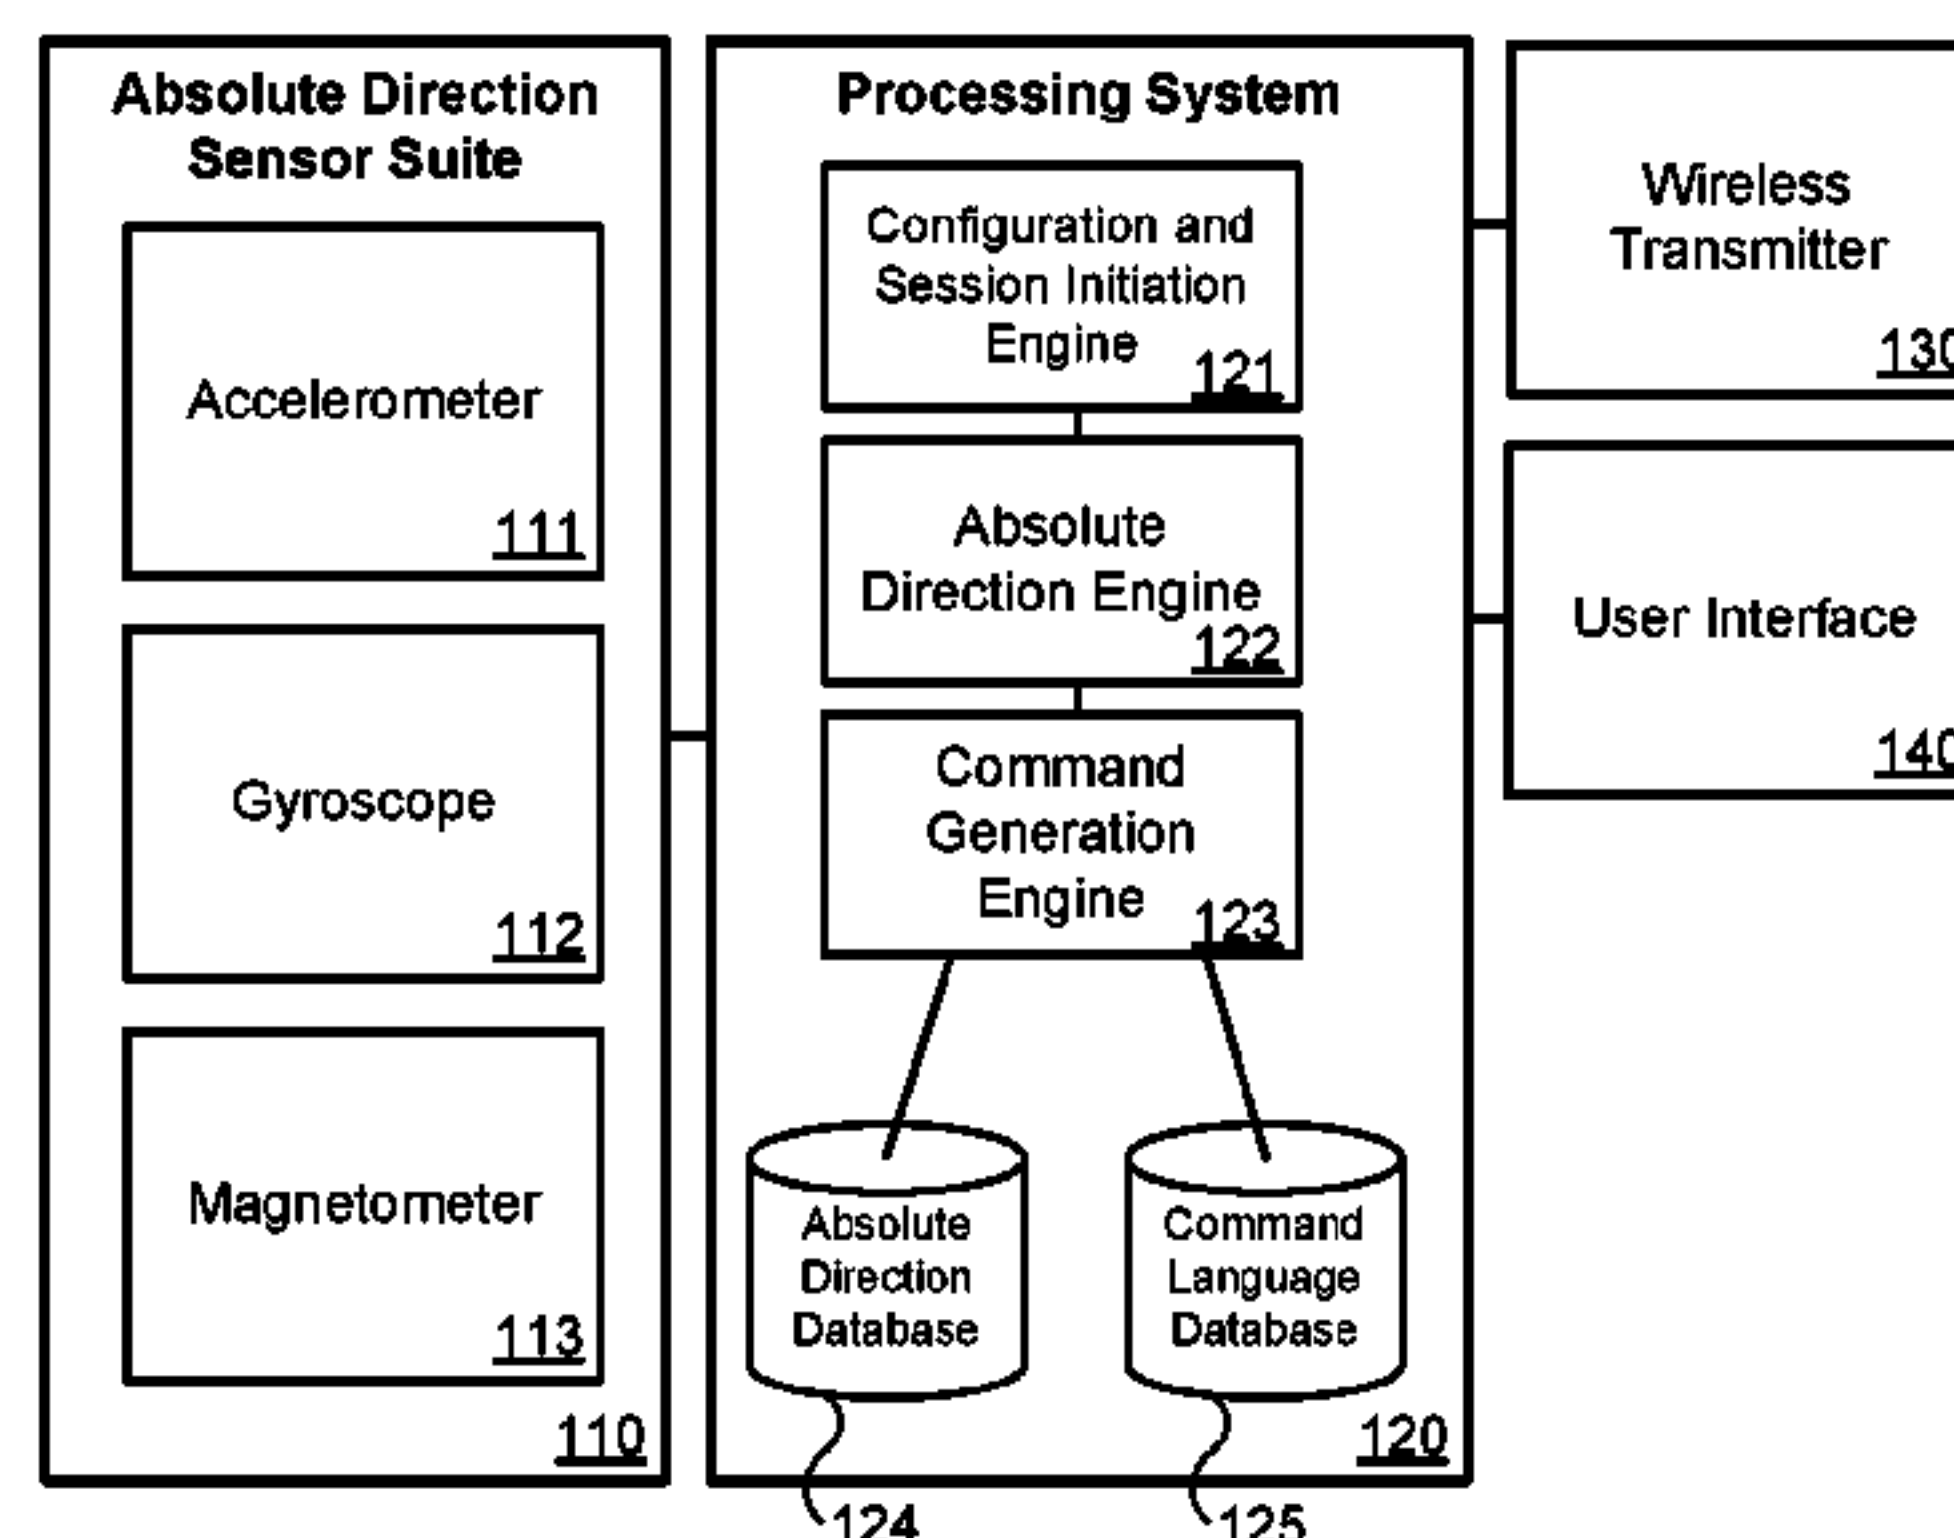 Absolute Direction
Sensor Suite
Accelerometer
111
Gyroscope
112
Magnetometer
113
110
Processing System
Configuration and
Session Initiation
Engine
121
Absolute
Direction Engine
122
Command
Generation
Engine
123
Absolute
Direction
Database
Command
Language
Database
120
124
125
Wireless
Transmitter
130
User Interface
140